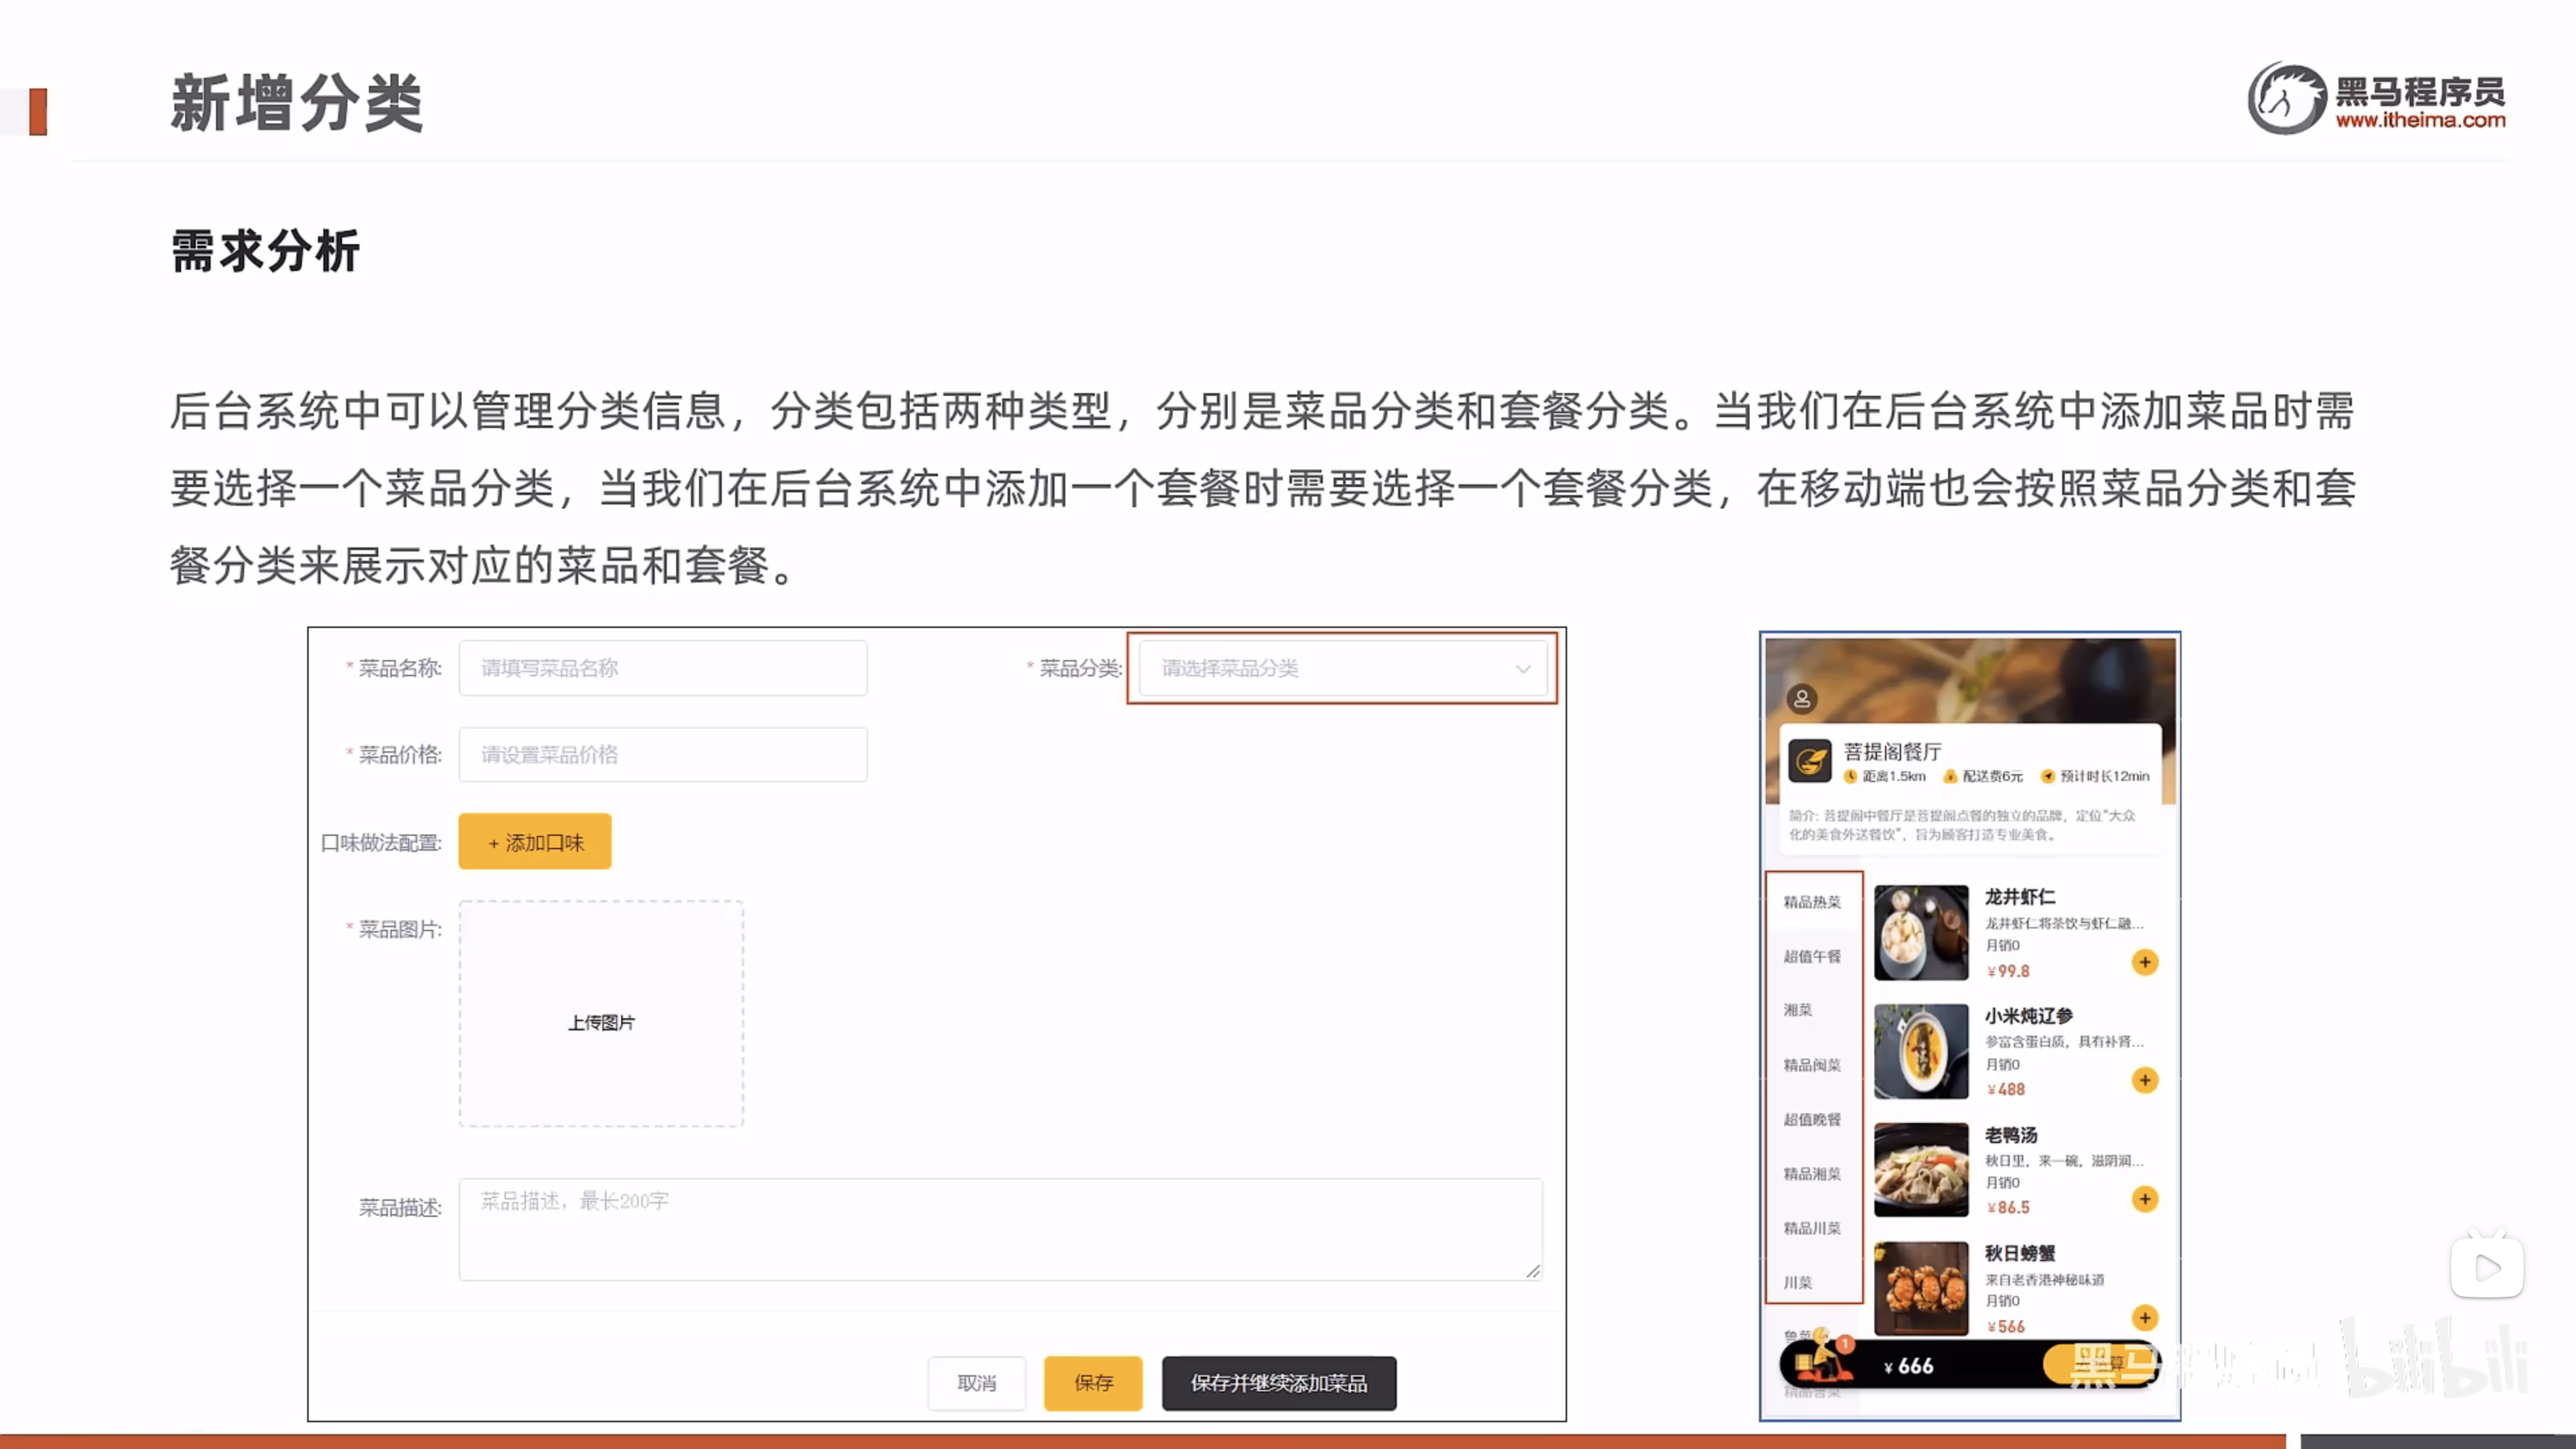 新增分类
黑马程序员
www.itheima.com
需求分析
后台系统中可以管理分类信息，分类包括两种类型，分别是菜品分类和套餐分类。当我们在后台系统中添加菜品时需
要选择一个菜品分类，当我们在后台系统中添加一个套餐时需要选择一个套餐分类，在移动端也会按照菜品分类和套
餐分类来展示对应的菜品和套餐。
* 菜品名称: 请填写菜品名称
* 菜品分类: 请选择菜品分类
* 菜品价格: 请设置菜品价格
口味做法配置: + 添加口味
* 菜品图片:
上传图片
菜品描述: 菜品描述，最长200字
取消 保存 保存并继续添加菜品
菩提阁餐厅
距离1.5km 配送费6元 预计时长12min
简介: 菩提阁中餐厅是菩提阁点餐的独立的品牌，定位“大众
化的美食外送餐饮”，旨为顾客打造专业美食。
精品热菜
超值午餐
湘菜
精品闽菜
超值晚餐
精品湘菜
精品川菜
川菜
龙井虾仁
龙井虾仁将茶饮与虾仁融...
月销0
¥99.8
小米炖辽参
参富含蛋白质，具有补肾...
月销0
¥488
老鸭汤
秋日里，来一碗，滋阴润...
月销0
¥86.5
秋日螃蟹
来自老香港神秘味道
月销0
¥566
1
¥ 666
黑马程序员
bilibili